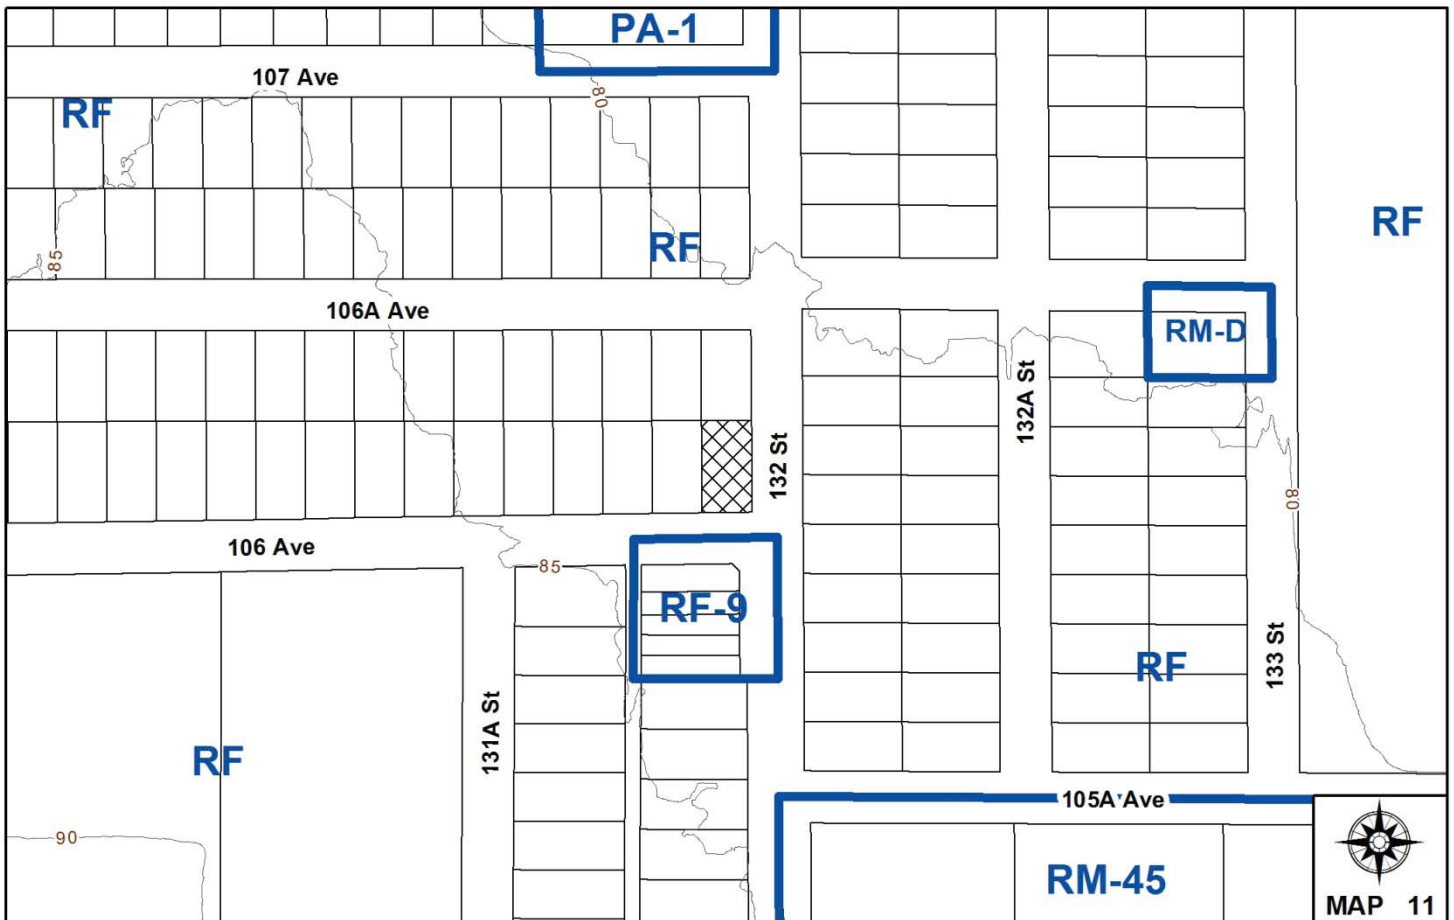 PA-1
107 Ave
80
RF
RF
RF
85
106A Ave
RM-D
132A St
132 St
80
106 Ave
85
RF-9
133 St
RF
131A St
RF
105A Ave
90
RM-45
MAP 11